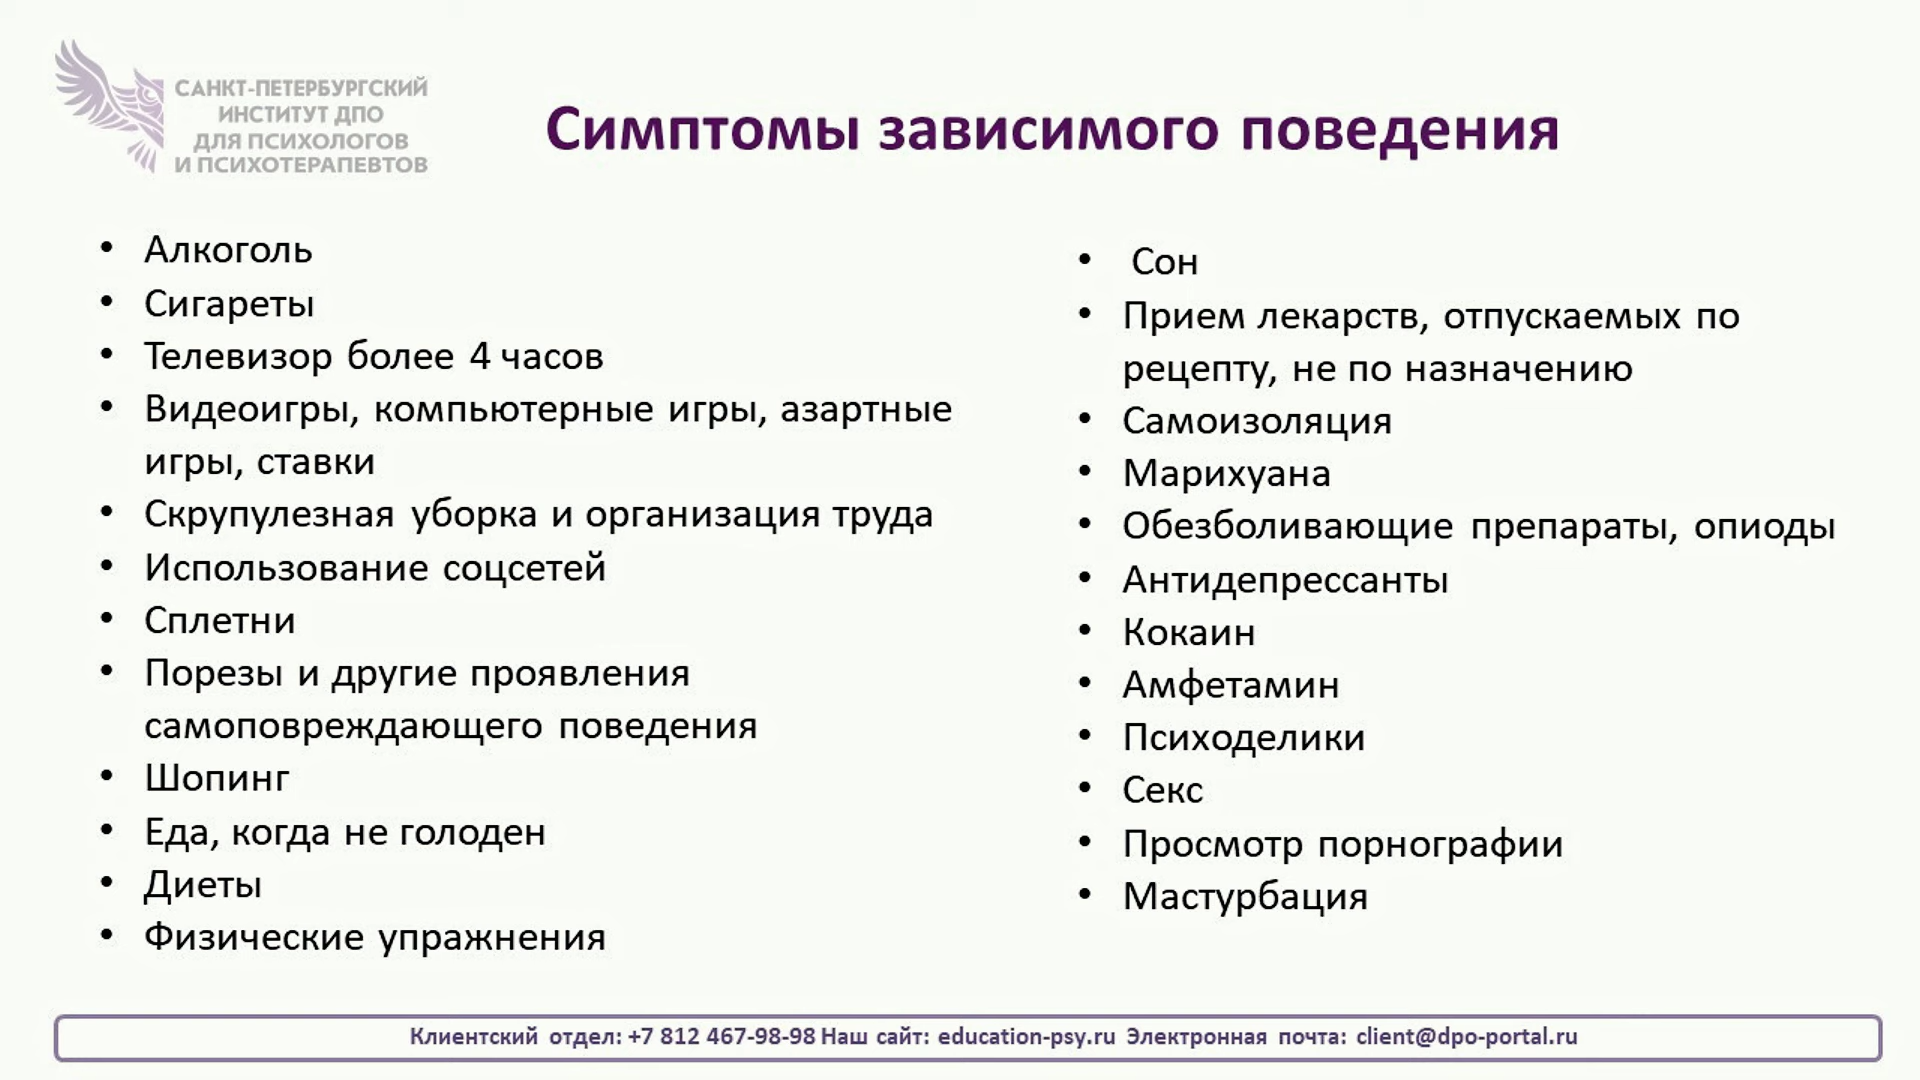 САНКТ-ПЕТЕРБУРГСКИЙ
ИНСТИТУТ ДПО
ДЛЯ ПСИХОЛОГОВ
И ПСИХОТЕРАПЕВТОВ
Симптомы зависимого поведения
• Алкоголь
• Сигареты
• Телевизор более 4 часов
• Видеоигры, компьютерные игры, азартные
игры, ставки
• Скрупулезная уборка и организация труда
• Использование соцсетей
• Сплетни
• Порезы и другие проявления
самоповреждающего поведения
• Шопинг
• Еда, когда не голоден
• Диеты
• Физические упражнения
• Сон
• Прием лекарств, отпускаемых по
рецепту, не по назначению
• Самоизоляция
• Марихуана
• Обезболивающие препараты, опиоды
• Антидепрессанты
• Кокаин
• Амфетамин
• Психоделики
• Секс
• Просмотр порнографии
• Мастурбация
Клиентский отдел: +7 812 467-98-98 Наш сайт: education-psy.ru Электронная почта: client@dpo-portal.ru